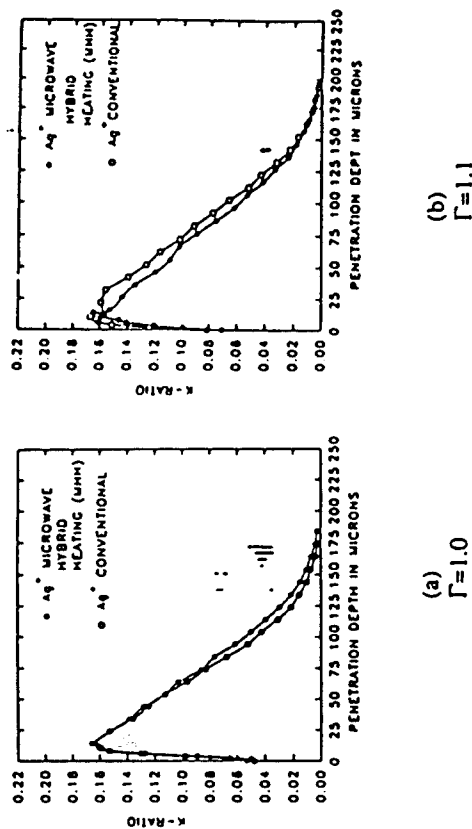 0.22
0.20
0.18
0.16
0.14
0.12
0.10
0.08
0.06
0.04
0.02
0.00
K-RATIO
Ag+ MICROWAVE
HYBRID
HEATING (MHH)
Ag+ CONVENTIONAL
0 25 50 75 100 125 150 175 200 225 250
PENETRATION DEPTH IN MICRONS
(a)
Γ=1.0
0.22
0.20
0.18
0.16
0.14
0.12
0.10
0.08
0.06
0.04
0.02
0.00
K-RATIO
Ag+ MICROWAVE
HYBRID
HEATING (MHH)
Ag+ CONVENTIONAL
0 25 50 75 100 125 150 175 200 225 250
PENETRATION DEPT IN MICRONS
(b)
Γ=1.1